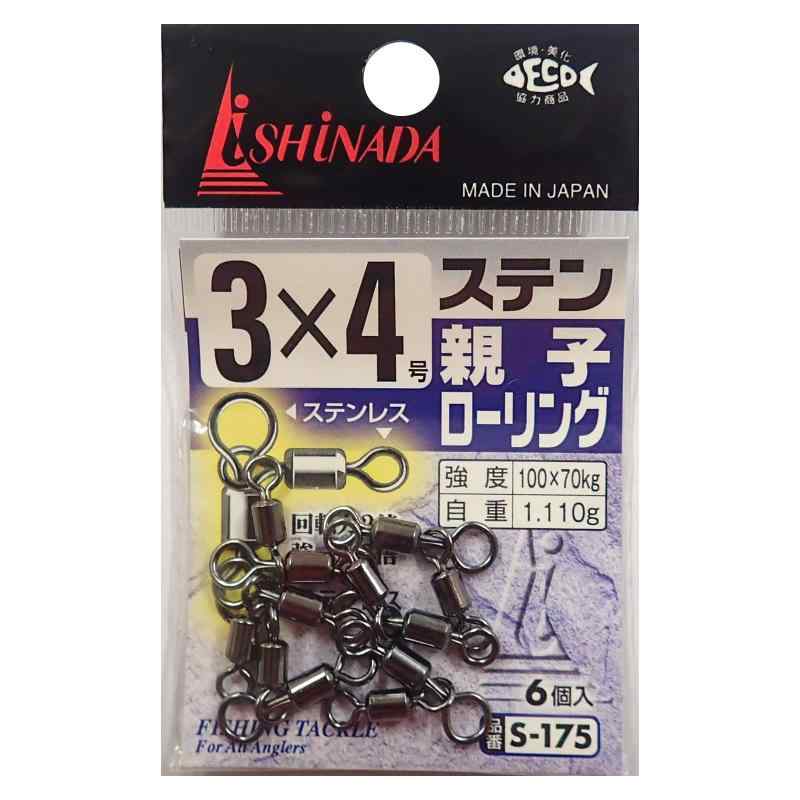 環境・美化
ECO
協力商品
ISHINADA
MADE IN JAPAN
3×4号
ステン
親子
ローリング
ステンレス
強度 100×70kg
自重 1.110g
6個入
品番 S-175
FISHING TACKLE
For All Anglers